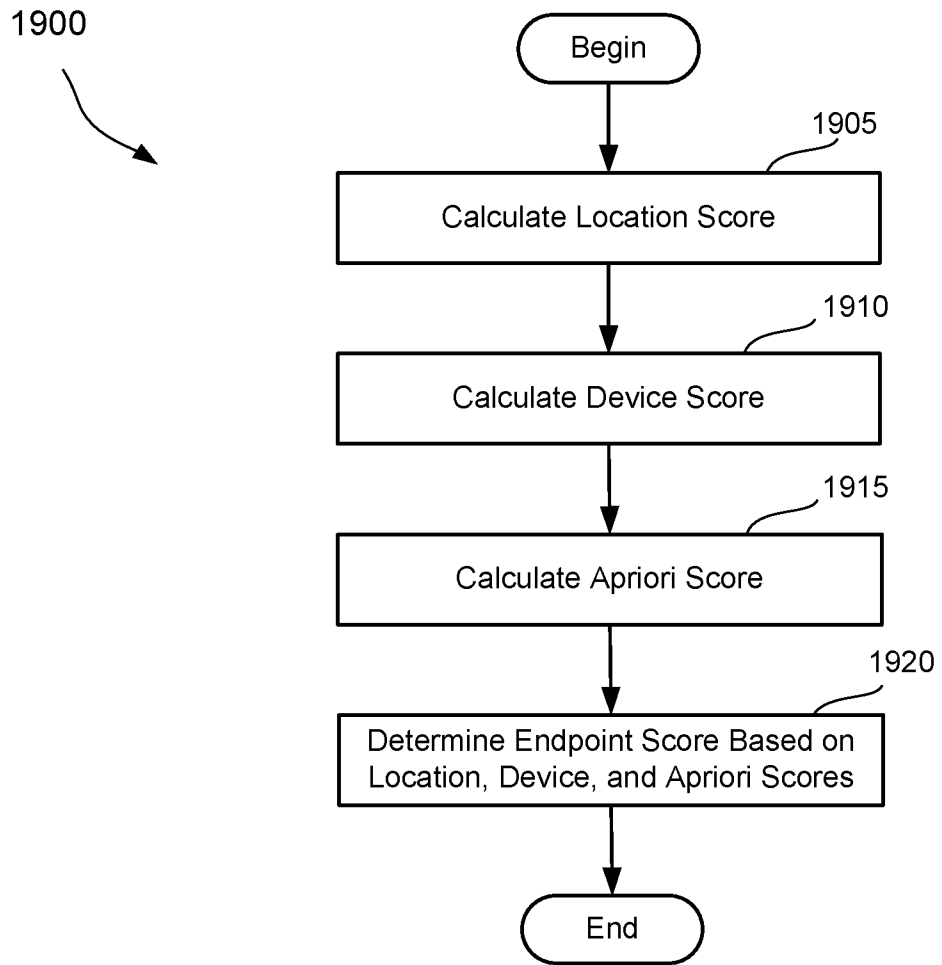 1900
Begin
1905
Calculate Location Score
1910
Calculate Device Score
1915
Calculate Apriori Score
1920
Determine Endpoint Score Based on
Location, Device, and Apriori Scores
End